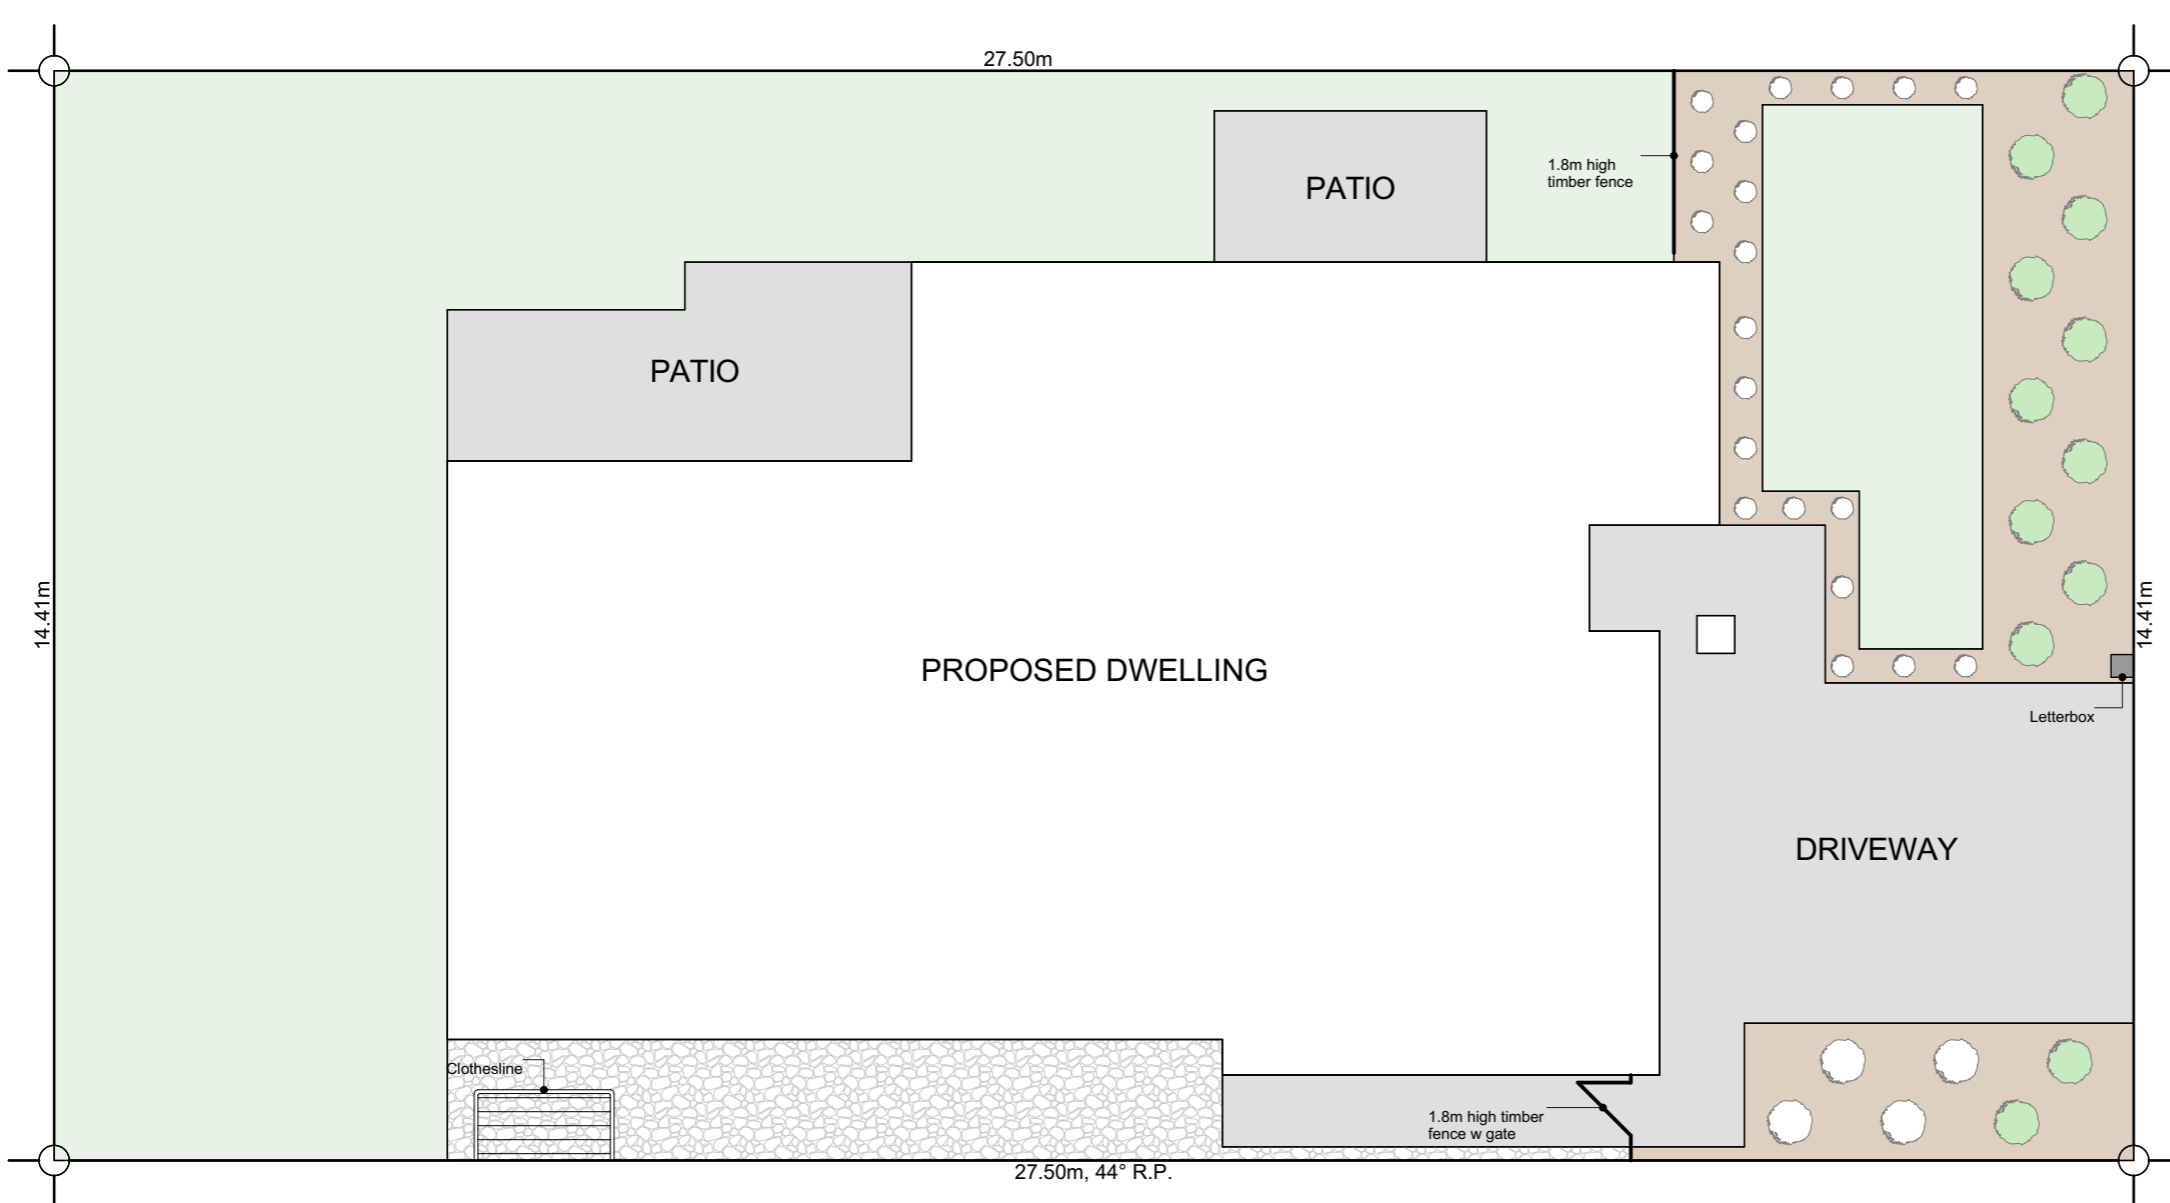 27.50m
1.8m high
timber fence
PATIO
PATIO
14.41m
14.41m
PROPOSED DWELLING
Letterbox
DRIVEWAY
Clothesline
1.8m high timber
fence w gate
27.50m, 44° R.P.